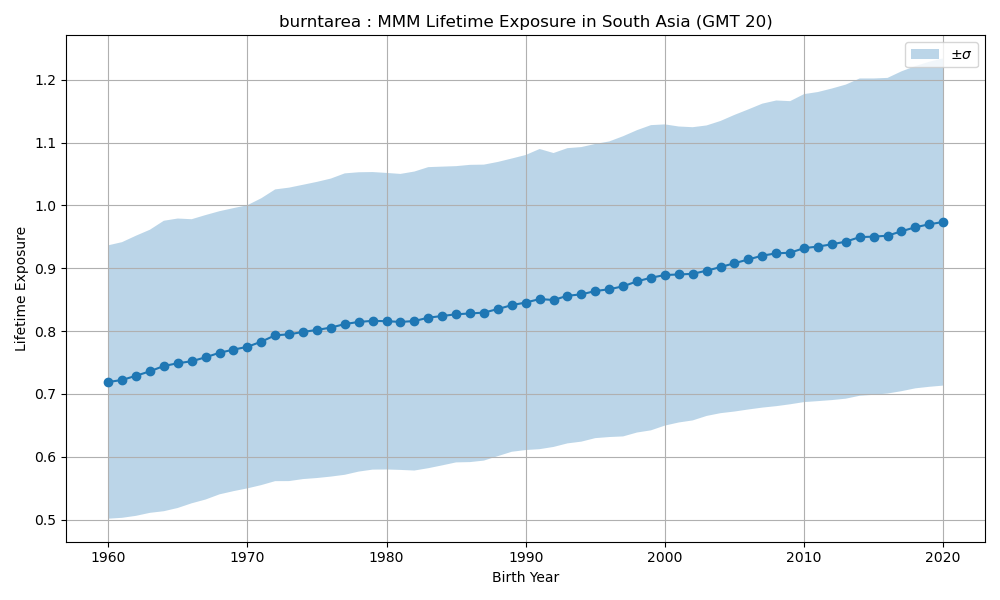 burntarea : MMM Lifetime Exposure in South Asia (GMT 20)
±σ
Lifetime Exposure
1.2
1.1
1.0
0.9
0.8
0.7
0.6
0.5
1960 1970 1980 1990 2000 2010 2020
Birth Year